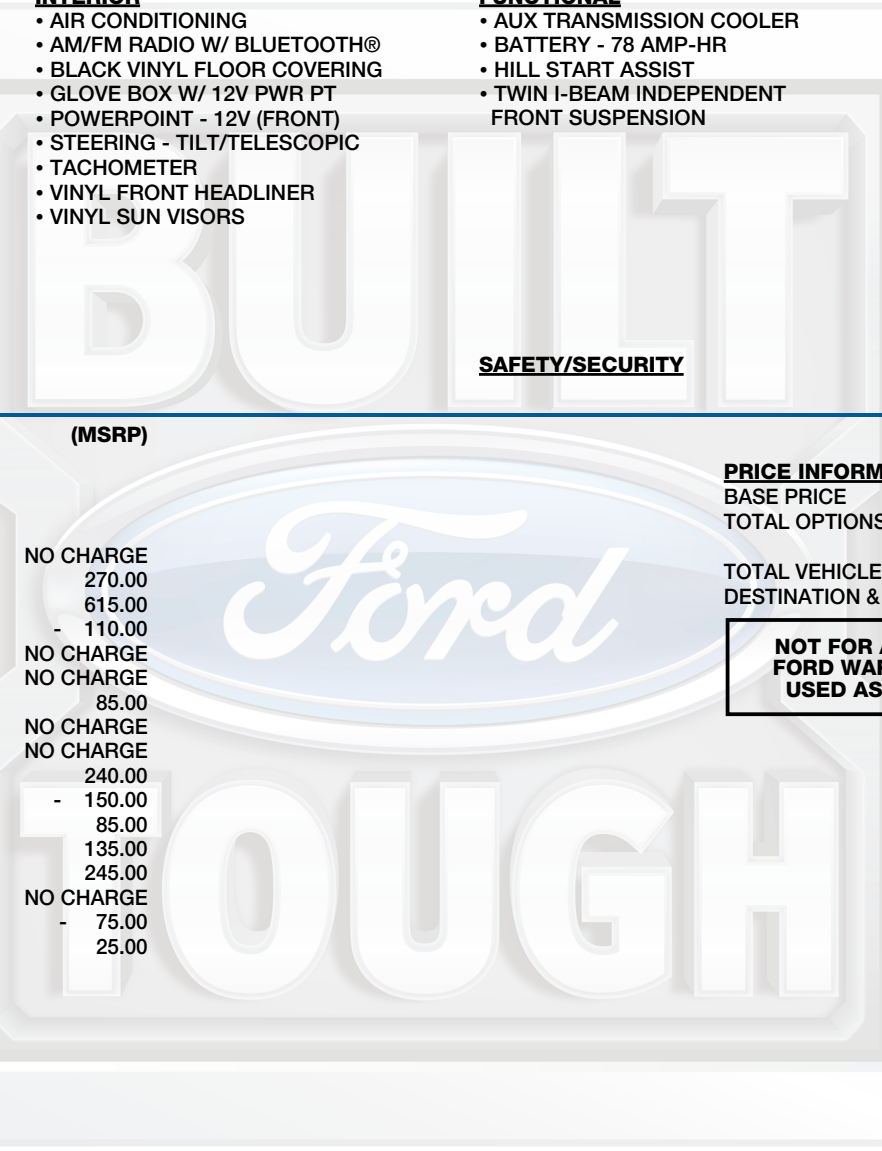 INTERIOR
• AIR CONDITIONING
• AM/FM RADIO W/ BLUETOOTH®
• BLACK VINYL FLOOR COVERING
• GLOVE BOX W/ 12V PWR PT
• POWERPOINT - 12V (FRONT)
• STEERING - TILT/TELESCOPIC
• TACHOMETER
• VINYL FRONT HEADLINER
• VINYL SUN VISORS
FUNCTIONAL
• AUX TRANSMISSION COOLER
• BATTERY - 78 AMP-HR
• HILL START ASSIST
• TWIN I-BEAM INDEPENDENT
FRONT SUSPENSION
SAFETY/SECURITY
BUILT
(MSRP)
NO CHARGE
270.00
615.00
- 110.00
NO CHARGE
NO CHARGE
85.00
NO CHARGE
NO CHARGE
240.00
- 150.00
85.00
135.00
245.00
NO CHARGE
- 75.00
25.00
Ford
TOUGH
PRICE INFORM
BASE PRICE
TOTAL OPTIONS
TOTAL VEHICLE
DESTINATION &
NOT FOR
FORD WAR
USED AS